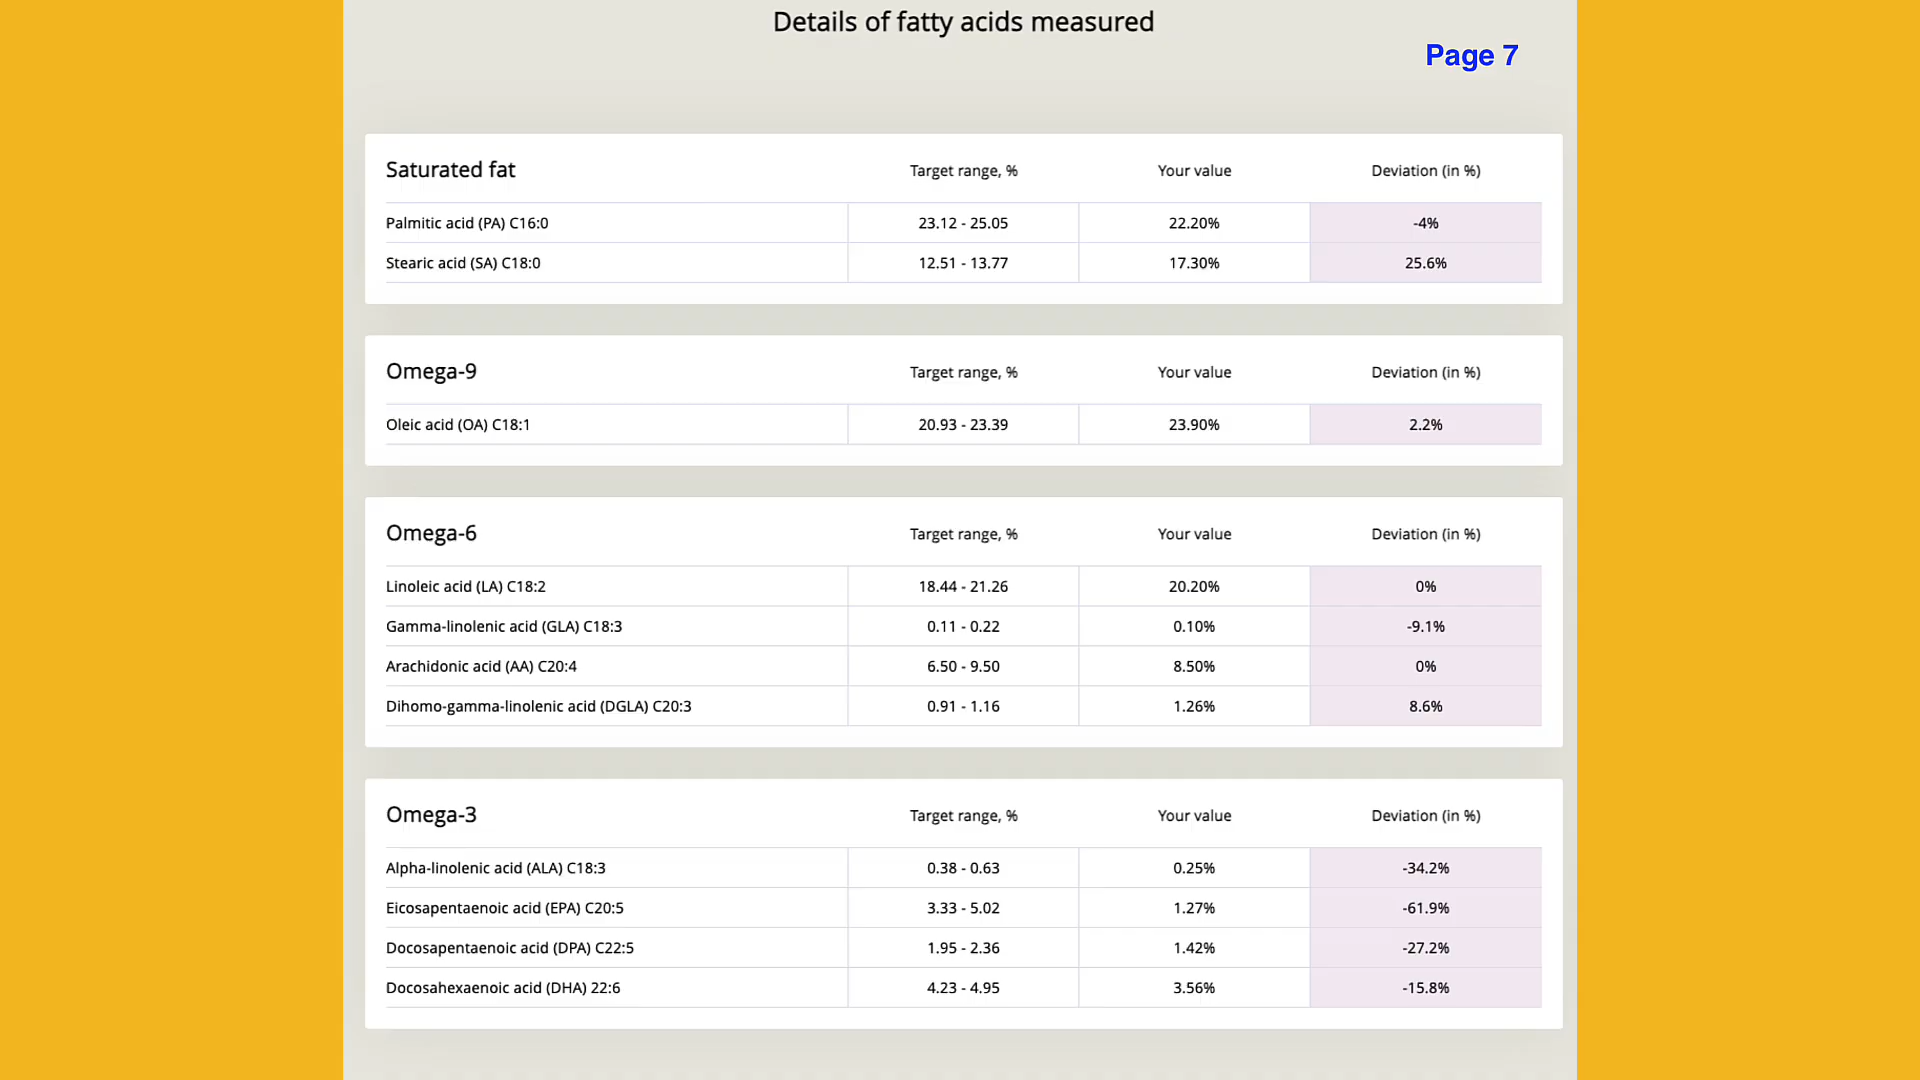 Details of fatty acids measured
Page 7
Saturated fat Target range, % Your value Deviation (in %)
Palmitic acid (PA) C16:0 23.12 - 25.05 22.20% -4%
Stearic acid (SA) C18:0 12.51 - 13.77 17.30% 25.6%
Omega-9 Target range, % Your value Deviation (in %)
Oleic acid (OA) C18:1 20.93 - 23.39 23.90% 2.2%
Omega-6 Target range, % Your value Deviation (in %)
Linoleic acid (LA) C18:2 18.44 - 21.26 20.20% 0%
Gamma-linolenic acid (GLA) C18:3 0.11 - 0.22 0.10% -9.1%
Arachidonic acid (AA) C20:4 6.50 - 9.50 8.50% 0%
Dihomo-gamma-linolenic acid (DGLA) C20:3 0.91 - 1.16 1.26% 8.6%
Omega-3 Target range, % Your value Deviation (in %)
Alpha-linolenic acid (ALA) C18:3 0.38 - 0.63 0.25% -34.2%
Eicosapentaenoic acid (EPA) C20:5 3.33 - 5.02 1.27% -61.9%
Docosapentaenoic acid (DPA) C22:5 1.95 - 2.36 1.42% -27.2%
Docosahexaenoic acid (DHA) 22:6 4.23 - 4.95 3.56% -15.8%